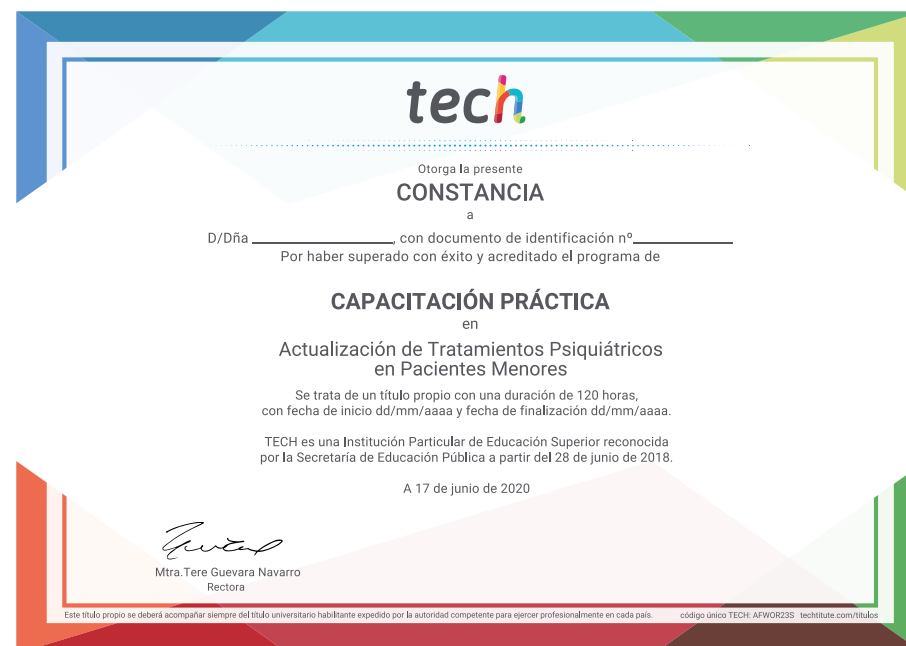 tech
Otorga la presente
CONSTANCIA
a
D/Dña ____________________, con documento de identificación nº______________
Por haber superado con éxito y acreditado el programa de
CAPACITACIÓN PRÁCTICA
en
Actualización de Tratamientos Psiquiátricos
en Pacientes Menores
Se trata de un título propio con una duración de 120 horas,
con fecha de inicio dd/mm/aaaa y fecha de finalización dd/mm/aaaa.
TECH es una Institución Particular de Educación Superior reconocida
por la Secretaría de Educación Pública a partir del 28 de junio de 2018.
A 17 de junio de 2020
Mtra.Tere Guevara Navarro
Rectora
Este título propio se deberá acompañar siempre del título universitario habilitante expedido por la autoridad competente para ejercer profesionalmente en cada país. código único TECH: AFWOR23S techtitute.com/titulos